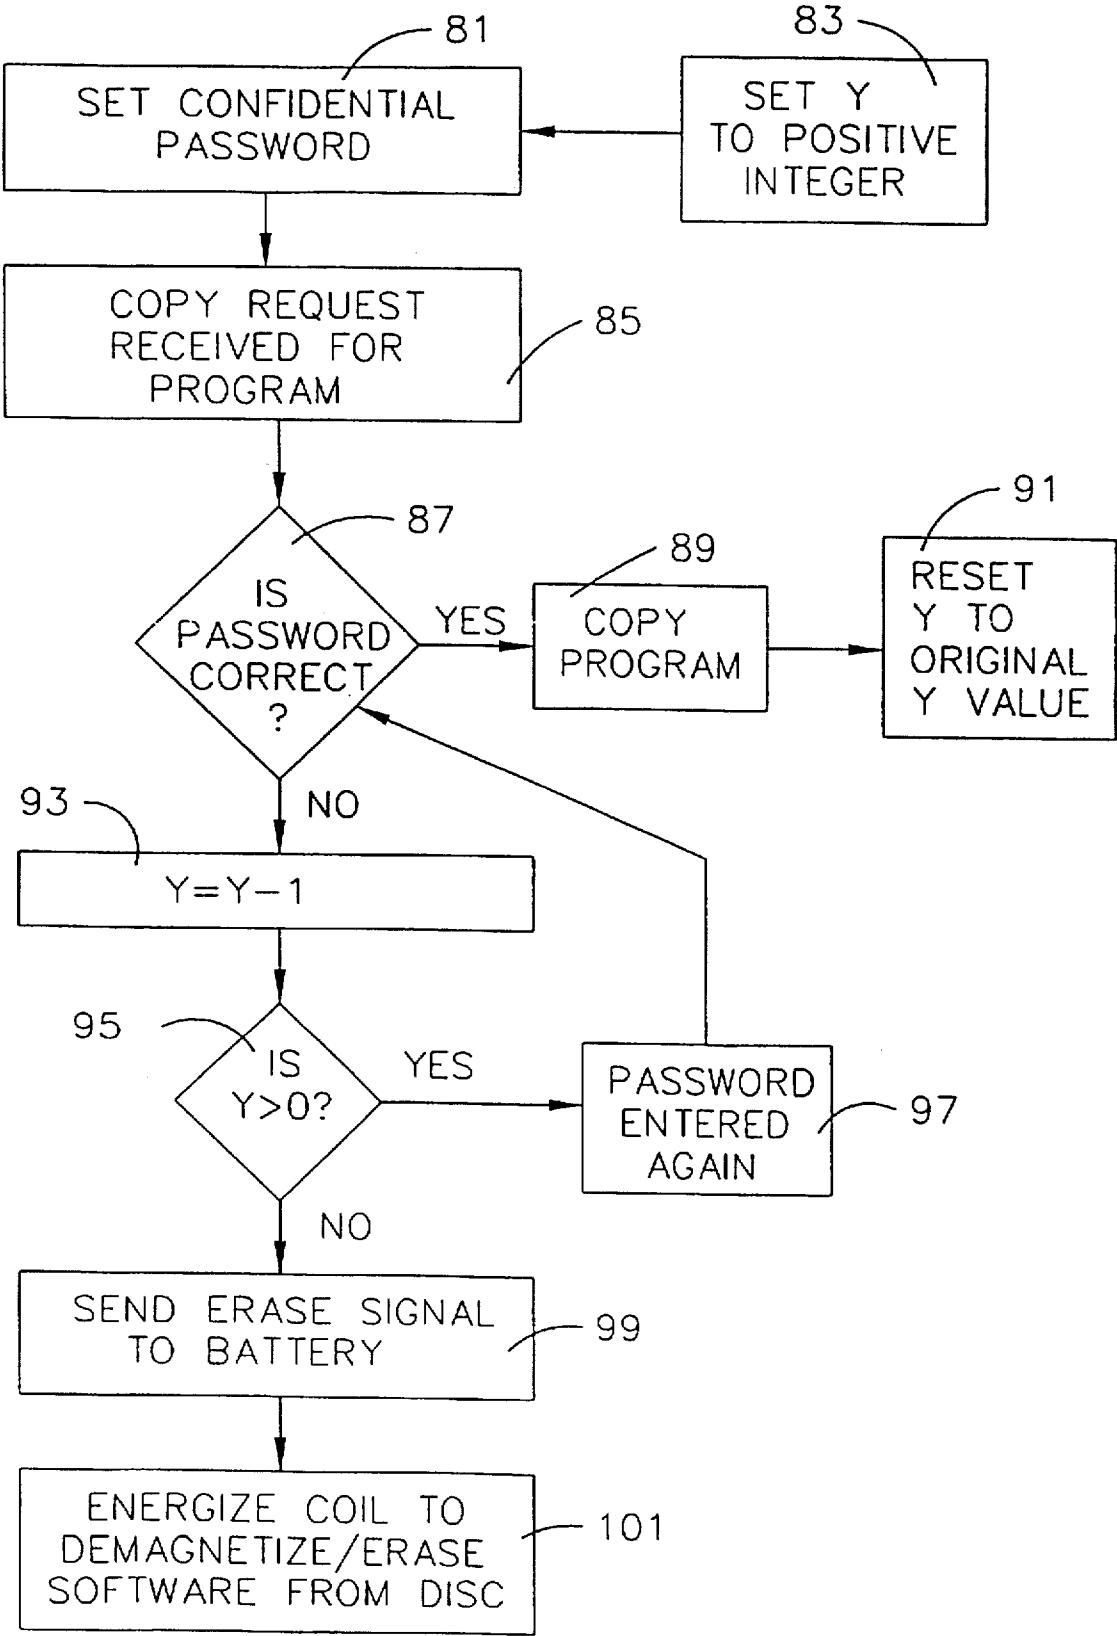 81
SET CONFIDENTIAL
PASSWORD
83
SET Y
TO POSITIVE
INTEGER
COPY REQUEST
RECEIVED FOR
PROGRAM
85
87
IS
PASSWORD
CORRECT
?
YES
89
COPY
PROGRAM
91
RESET
Y TO
ORIGINAL
Y VALUE
NO
93
Y=Y-1
95
IS
Y>0?
YES
PASSWORD
ENTERED
AGAIN
97
NO
SEND ERASE SIGNAL
TO BATTERY
99
ENERGIZE COIL TO
DEMAGNETIZE/ERASE
SOFTWARE FROM DISC
101